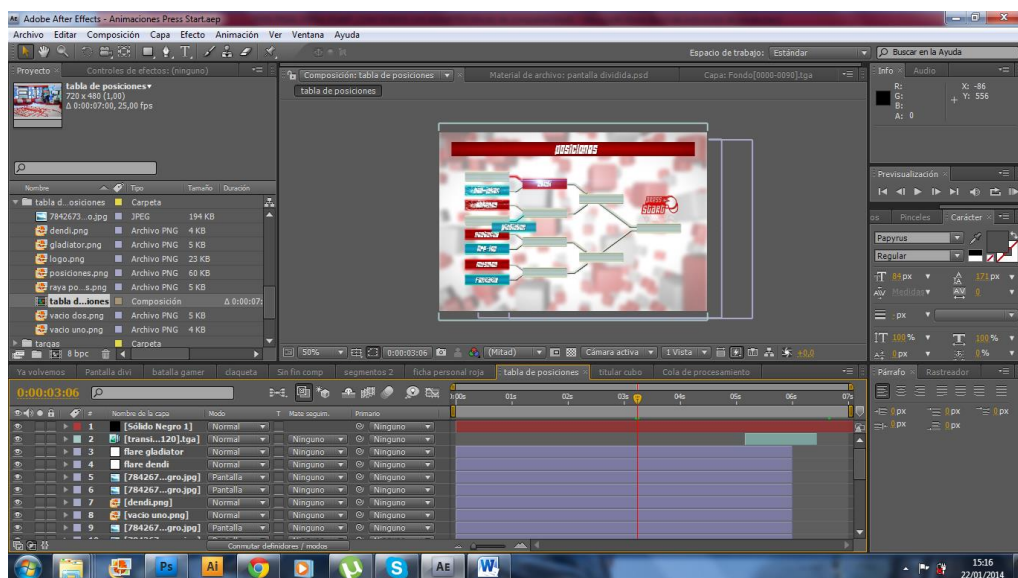 Adobe After Effects - Animaciones Press Start.aep
Archivo Editar Composición Capa Efecto Animación Ver Ventana Ayuda
Espacio de trabajo: Estándar
Buscar en la Ayuda
Proyecto
Controles de efectos: (ninguno)
Composición: tabla de posiciones
Material de archivo: pantalla dividida.psd
Capa: Fondo[0000-0090].tga
Info
Audio
tabla de posiciones
720 x 480 (1,00)
Δ 0:00:07:00, 25,00 fps
tabla de posiciones
R:
G:
B:
A: 0
X: -86
Y: 556
posiciones
PRESS START
Previsualización
Nombre Tipo Tamaño Duración
tabla d...osiciones Carpeta
7842673...o.jpg JPEG 194 KB
dendi.png Archivo PNG 4 KB
gladiator.png Archivo PNG 5 KB
logo.png Archivo PNG 23 KB
posiciones.png Archivo PNG 60 KB
raya po...s.png Archivo PNG 5 KB
tabla d...iones Composición Δ 0:00:07:
vacio dos.png Archivo PNG 5 KB
vacio uno.png Archivo PNG 4 KB
targas Carpeta
8 bpc
os Pinceles Carácter
Papyrus
Regular
84 px 171 px
Medidas 0
- px
100 % 100 %
0 px 0 %
50% 0:00:03:06 (Mitad) Cámara activa 1 Vista +0,0
Ya volvemos Pantalla divi batalla gamer claqueta Sin fin comp segmentos 2 ficha personal roja tabla de posiciones titular cubo Cola de procesamiento
Párrafo Rastreador
0 px 0 px 0 px
0 px 0 px
0:00:03:06
01s 02s 03s 04s 05s 06s 07s
# Nombre de la capa Modo T Mate seguim. Primario
1 [Sólido Negro 1] Normal Ninguno
2 [transi...120].tga] Normal Ninguno Ninguno
3 flare gladiator Normal Ninguno Ninguno
4 flare dendi Normal Ninguno Ninguno
5 [784267...gro.jpg] Pantalla Ninguno Ninguno
6 [784267...gro.jpg] Pantalla Ninguno Ninguno
7 [dendi.png] Normal Ninguno Ninguno
8 [vacio uno.png] Normal Ninguno Ninguno
9 [784267...gro.jpg] Pantalla Ninguno Ninguno
Conmutar definidores / modos
Ps Ai AE W
15:16
22/01/2014